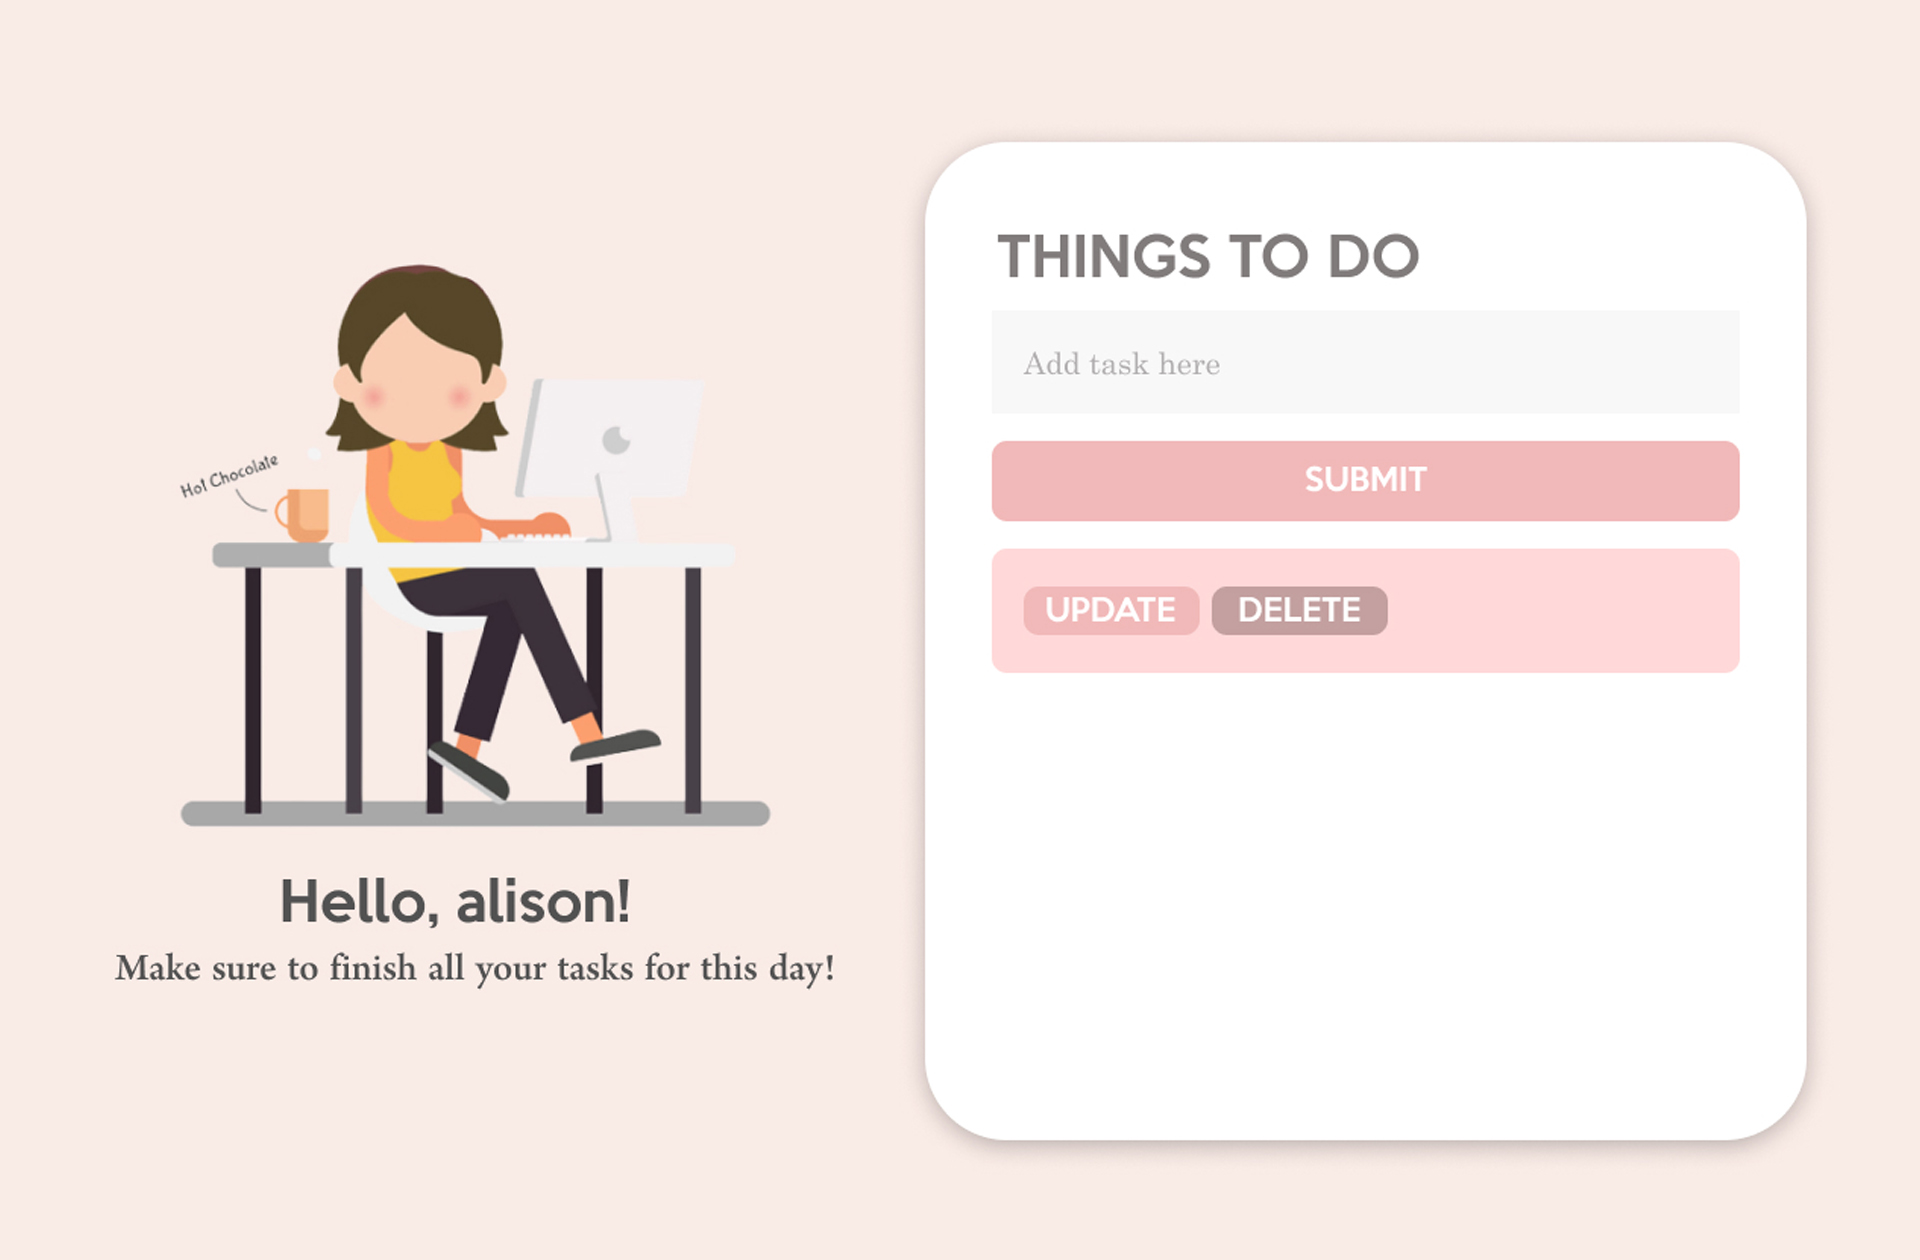 Hot Chocolate
Hello, alison!
Make sure to finish all your tasks for this day!
THINGS TO DO
Add task here
SUBMIT
UPDATE DELETE